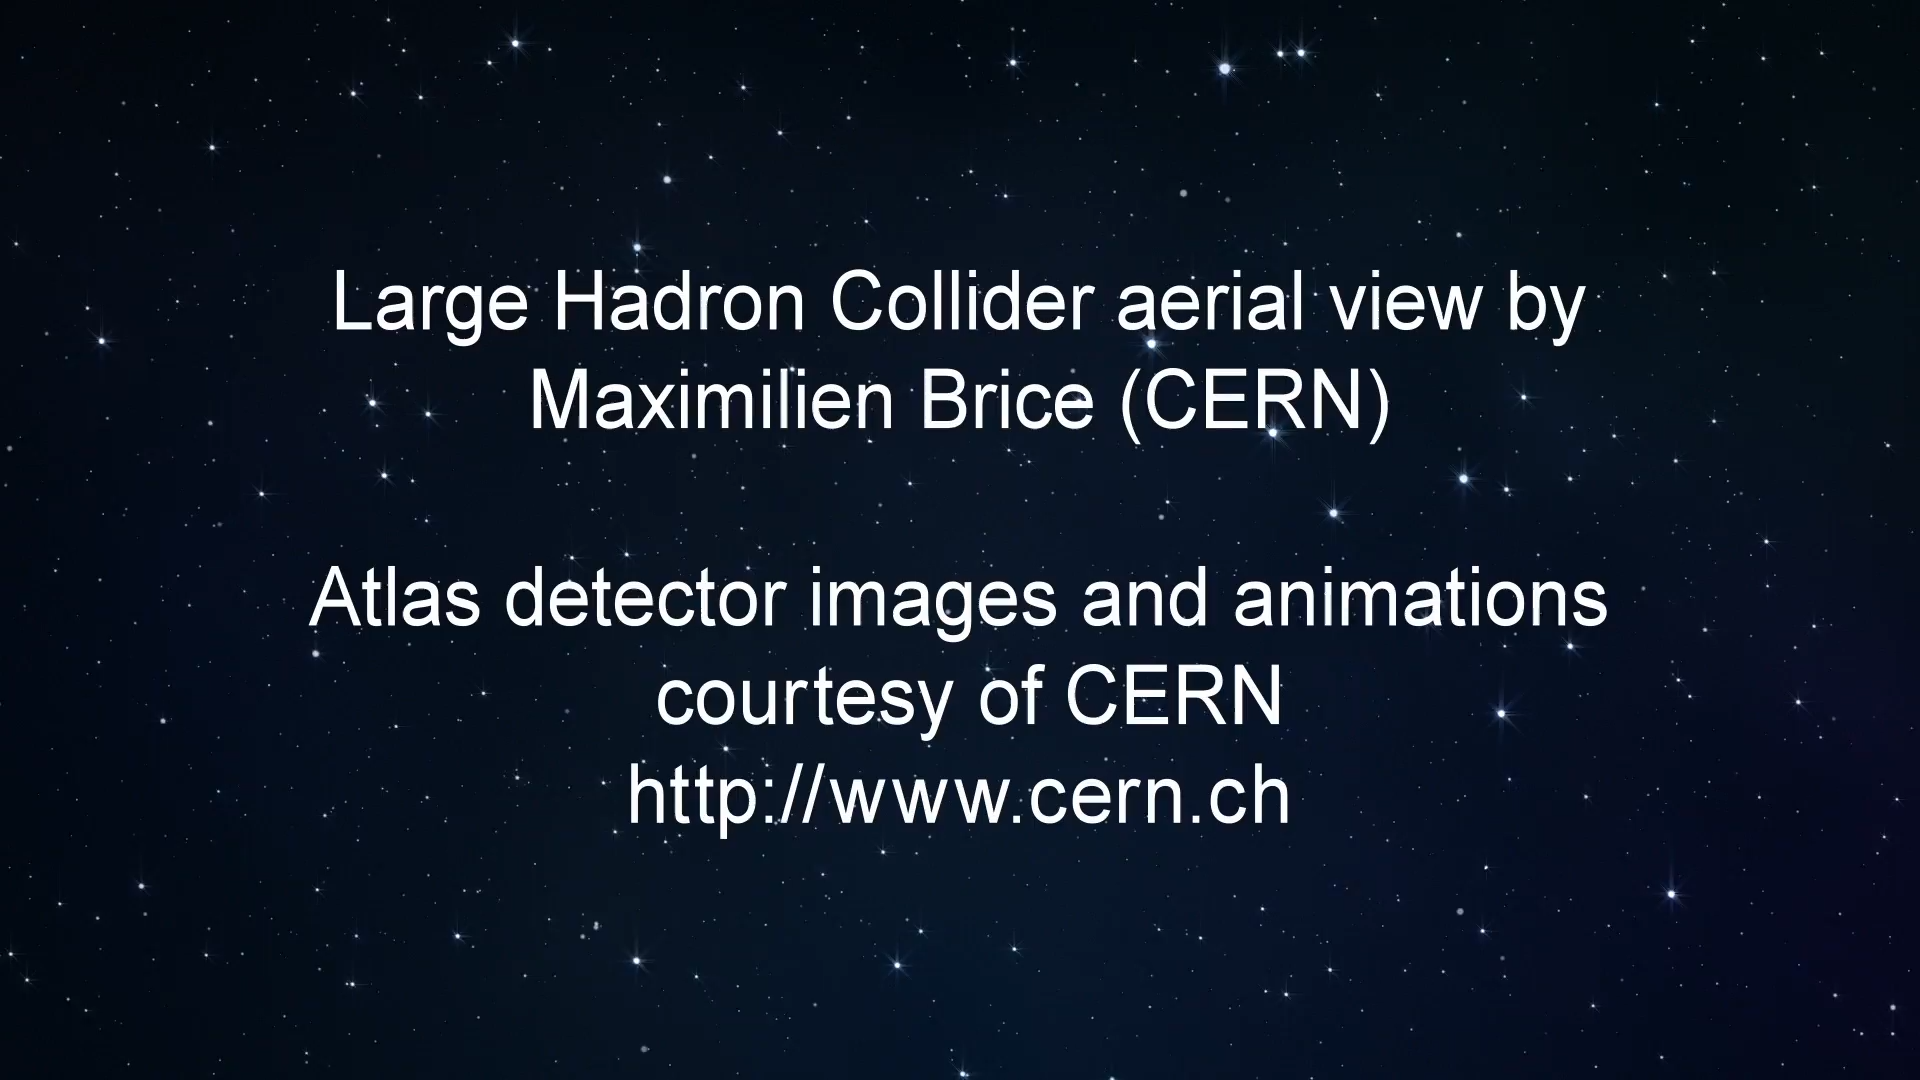 Large Hadron Collider aerial view by
Maximilien Brice (CERN)
Atlas detector images and animations
courtesy of CERN
http://www.cern.ch